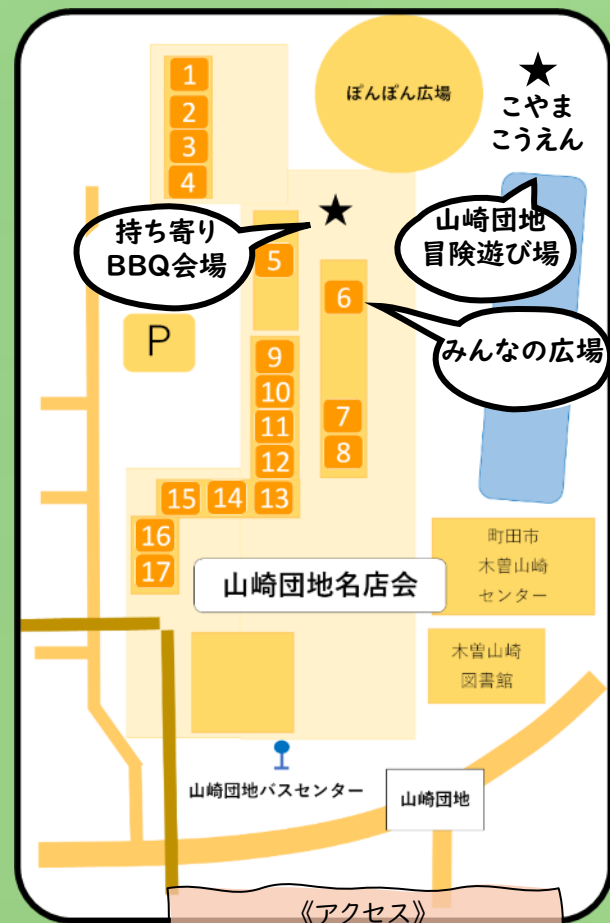 1
2
3
4
ぽんぽん広場
★
こやま
こうえん
持ち寄り
BBQ会場
★
山崎団地
冒険遊び場
5
6
みんなの広場
P
9
10
11
12
7
8
15
14
13
16
17
山崎団地名店会
町田市
木曽山崎
センター
木曽山崎
図書館
山崎団地バスセンター
山崎団地
《アクセス》